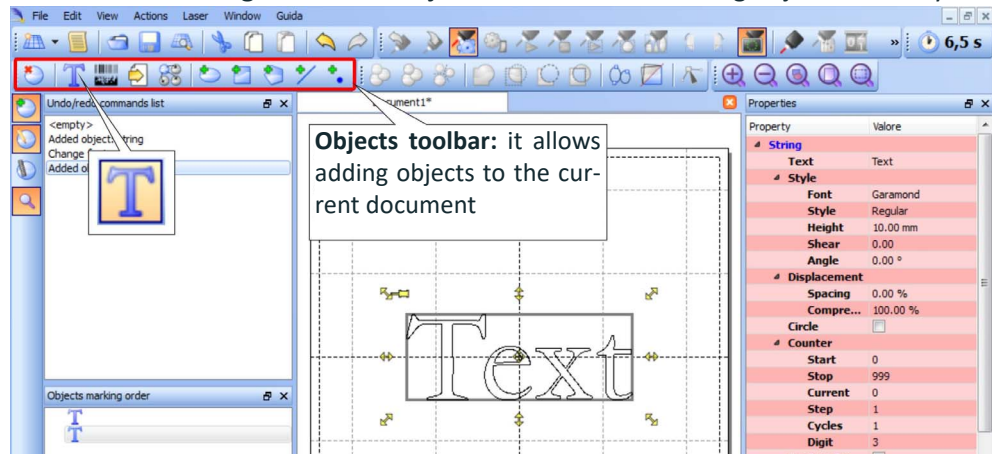 File Edit View Actions Laser Window Guida
» 6,5 s
Undo/redo commands list
<empty>
Added object: string
Change
Added
ument1*
Objects toolbar: it allows
adding objects to the cur-
rent document
Text
Objects marking order
T
T
T
Properties
Property Valore
String
Text Text
Style
Font Garamond
Style Regular
Height 10.00 mm
Shear 0.00
Angle 0.00 °
Displacement
Spacing 0.00 %
Compre... 100.00 %
Circle
Counter
Start 0
Stop 999
Current 0
Step 1
Cycles 1
Digit 3